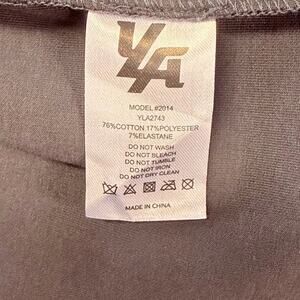 YLA
MODEL #2014
YLA2743
76%COTTON 17%POLYESTER
7%ELASTANE
DO NOT WASH
DO NOT BLEACH
DO NOT TUMBLE
DO NOT IRON
DO NOT DRY CLEAN
MADE IN CHINA